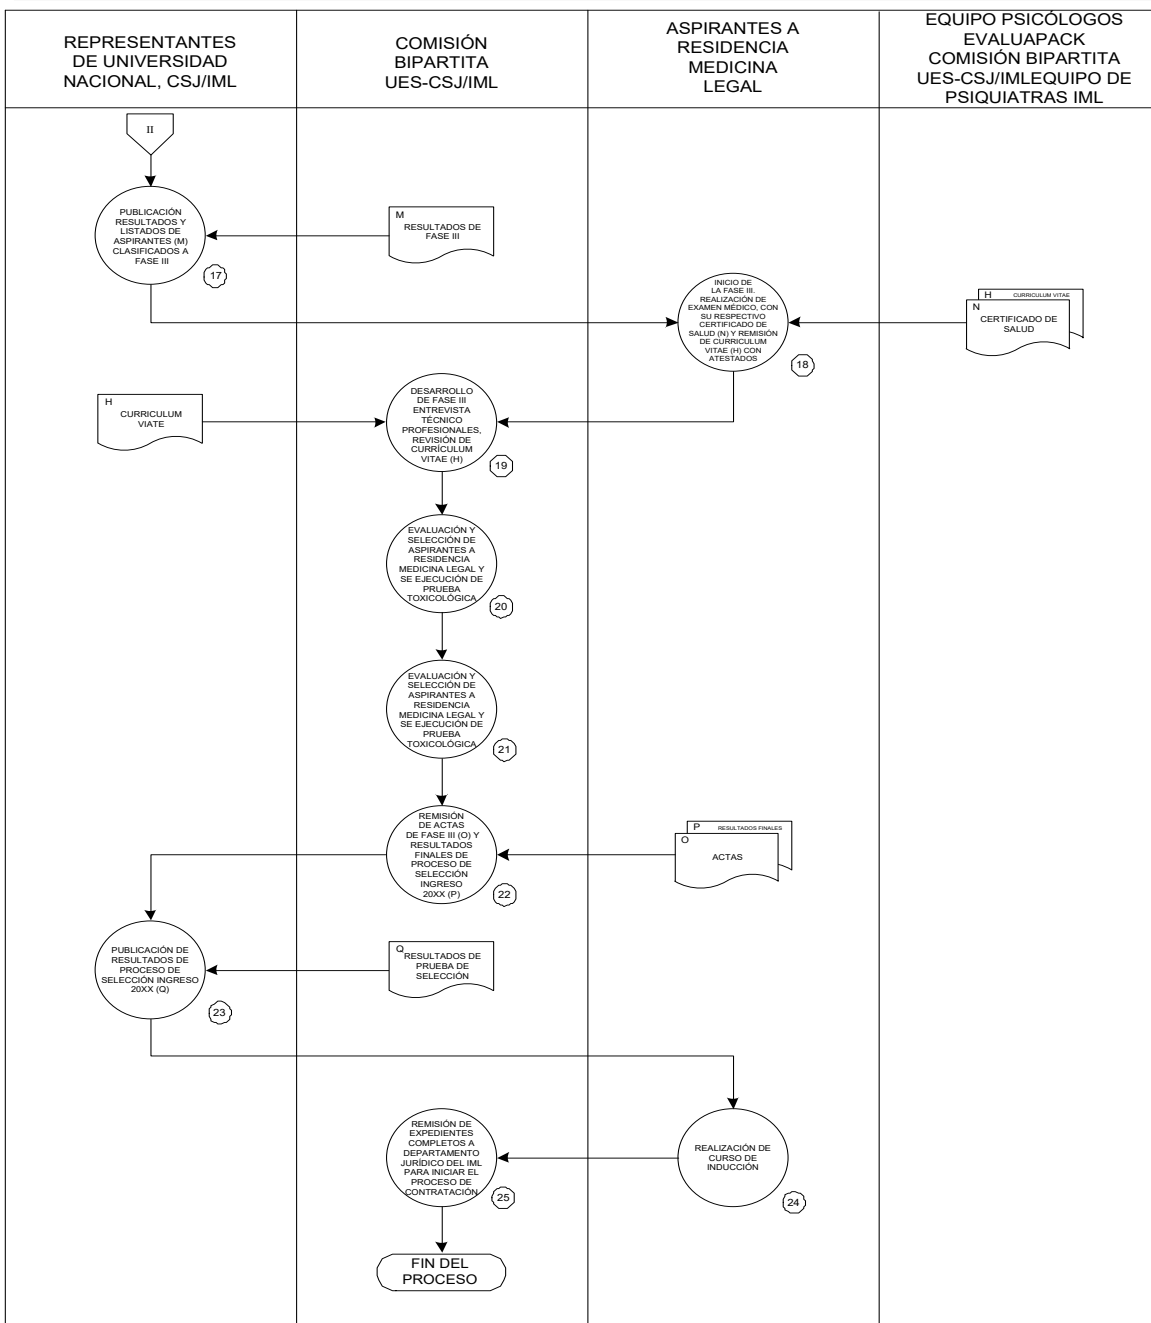 REPRESENTANTES
DE UNIVERSIDAD
NACIONAL, CSJ/IML
COMISIÓN
BIPARTITA
UES-CSJ/IML
ASPIRANTES A
RESIDENCIA
MEDICINA
LEGAL
EQUIPO PSICÓLOGOS
EVALUAPACK
COMISIÓN BIPARTITA
UES-CSJ/IMLEQUIPO DE
PSIQUIATRAS IML
II
PUBLICACIÓN
RESULTADOS Y
LISTADOS DE
ASPIRANTES (M)
CLASIFICADOS A
FASE III
17
M
RESULTADOS DE
FASE III
INICIO DE
LA FASE III.
REALIZACIÓN DE
EXAMEN MÉDICO, CON
SU RESPECTIVO
CERTIFICADO DE
SALUD (N) Y REMISIÓN
DE CURRICULUM
VITAE (H) CON
ATESTADOS
18
H CURRICULUM VITAE
N
CERTIFICADO DE
SALUD
H
CURRICULUM
VIATE
DESARROLLO
DE FASE III
ENTREVISTA
TÉCNICO
PROFESIONALES,
REVISIÓN DE
CURRÍCULUM
VITAE (H)
19
EVALUACIÓN Y
SELECCIÓN DE
ASPIRANTES A
RESIDENCIA
MEDICINA LEGAL Y
SE EJECUCIÓN DE
PRUEBA
TOXICOLÓGICA
20
EVALUACIÓN Y
SELECCIÓN DE
ASPIRANTES A
RESIDENCIA
MEDICINA LEGAL Y
SE EJECUCIÓN DE
PRUEBA
TOXICOLÓGICA
21
REMISIÓN
DE ACTAS
DE FASE III (O) Y
RESULTADOS
FINALES DE
PROCESO DE
SELECCIÓN
INGRESO
20XX (P)
22
P RESULTADOS FINALES
O
ACTAS
PUBLICACIÓN DE
RESULTADOS DE
PROCESO DE
SELECCIÓN INGRESO
20XX (Q)
23
Q
RESULTADOS DE
PRUEBA DE
SELECCIÓN
REMISIÓN DE
EXPEDIENTES
COMPLETOS A
DEPARTAMENTO
JURÍDICO DEL IML
PARA INICIAR EL
PROCESO DE
CONTRATACIÓN
25
REALIZACIÓN DE
CURSO DE
INDUCCIÓN
24
FIN DEL
PROCESO